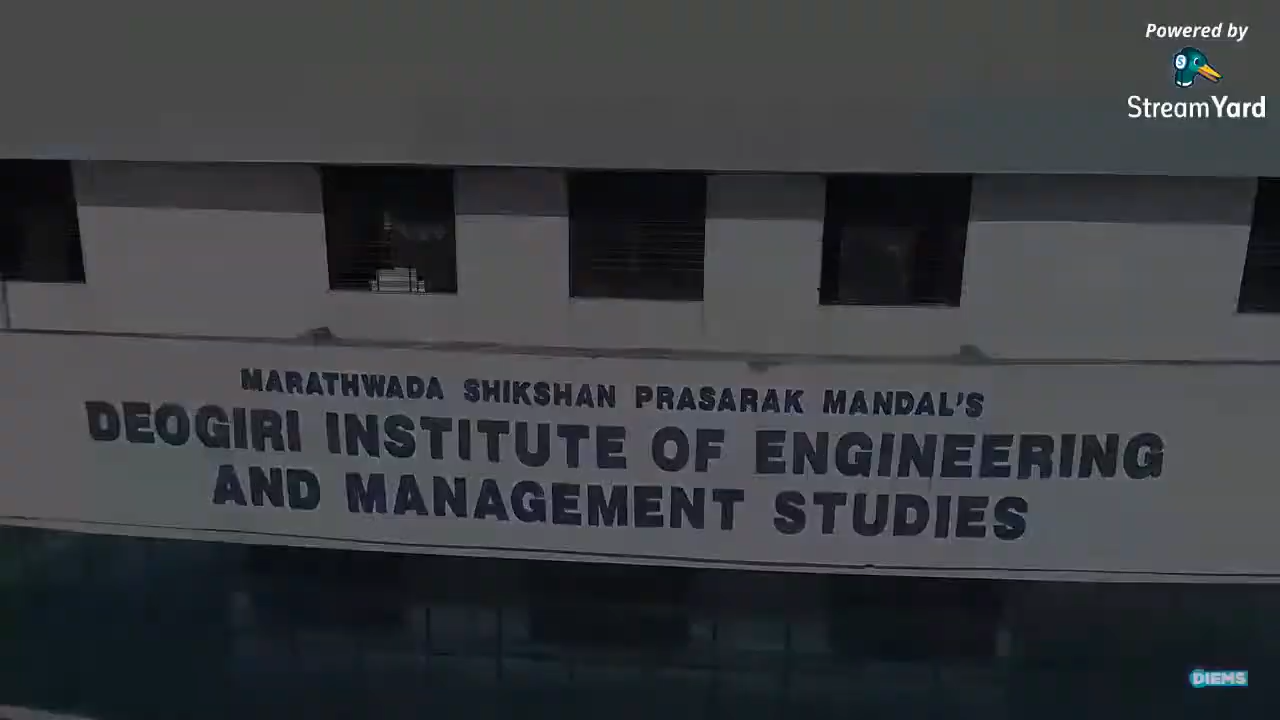 Powered by
StreamYard
MARATHWADA SHIKSHAN PRASARAK MANDAL'S
DEOGIRI INSTITUTE OF ENGINEERING
AND MANAGEMENT STUDIES
DIEMS